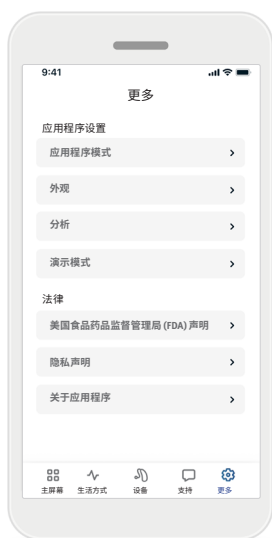 9:41
更多
应用程序设置
应用程序模式
外观
分析
演示模式
法律
美国食品药品监督管理局 (FDA) 声明
隐私声明
关于应用程序
主屏幕 生活方式 设备 支持 更多